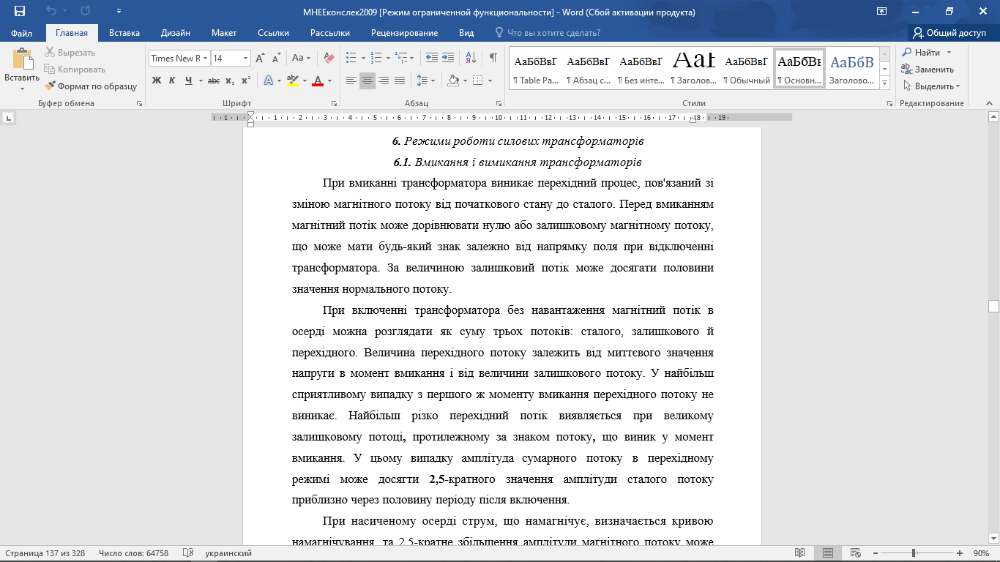 МНЕЕконслек2009 [Режим ограниченной функциональности] - Word (Сбой активации продукта)
Файл Главная Вставка Дизайн Макет Ссылки Рассылки Рецензирование Вид Что вы хотите сделать? Общий доступ
Вставить
Вырезать
Копировать
Формат по образцу
Буфер обмена
Times New R 14 Аа
Ж К Ч abc x₂ x²
Шрифт
Абзац
АаБбВвГ АаБбВвГ АаБбВвГ АаБ АаБбВвГ АаБбВв АаБбВ
¶ Table Pa... ¶ Абзац с... ¶ Без инте... ¶ Заголов... ¶ Обычный ¶ Основн... Заголово...
Стили
Найти
Заменить
Выделить
Редактирование
1 1 2 3 4 5 6 7 8 9 10 11 12 13 14 15 16 17 18 19
6. Режими роботи силових трансформаторів
6.1. Вмикання і вимикання трансформаторів
При вмиканні трансформатора виникає перехідний процес, пов'язаний зі
зміною магнітного потоку від початкового стану до сталого. Перед вмиканням
магнітний потік може дорівнювати нулю або залишковому магнітному потоку,
що може мати будь-який знак залежно від напрямку поля при відключенні
трансформатора. За величиною залишковий потік може досягати половини
значення нормального потоку.
При включенні трансформатора без навантаження магнітний потік в
осерді можна розглядати як суму трьох потоків: сталого, залишкового й
перехідного. Величина перехідного потоку залежить від миттєвого значення
напруги в момент вмикання і від величини залишкового потоку. У найбільш
сприятливому випадку з першого ж моменту вмикання перехідного потоку не
виникає. Найбільш різко перехідний потік виявляється при великому
залишковому потоці, протилежному за знаком потоку, що виник у момент
вмикання. У цьому випадку амплітуда сумарного потоку в перехідному
режимі може досягти 2,5-кратного значення амплітуди сталого потоку
приблизно через половину періоду після включення.
При насиченому осерді струм, що намагнічує, визначається кривою
намагнічування, та 2,5-кратне збільшення амплітуди магнітного потоку може
Страница 137 из 328 Число слов: 64758 украинский 90%